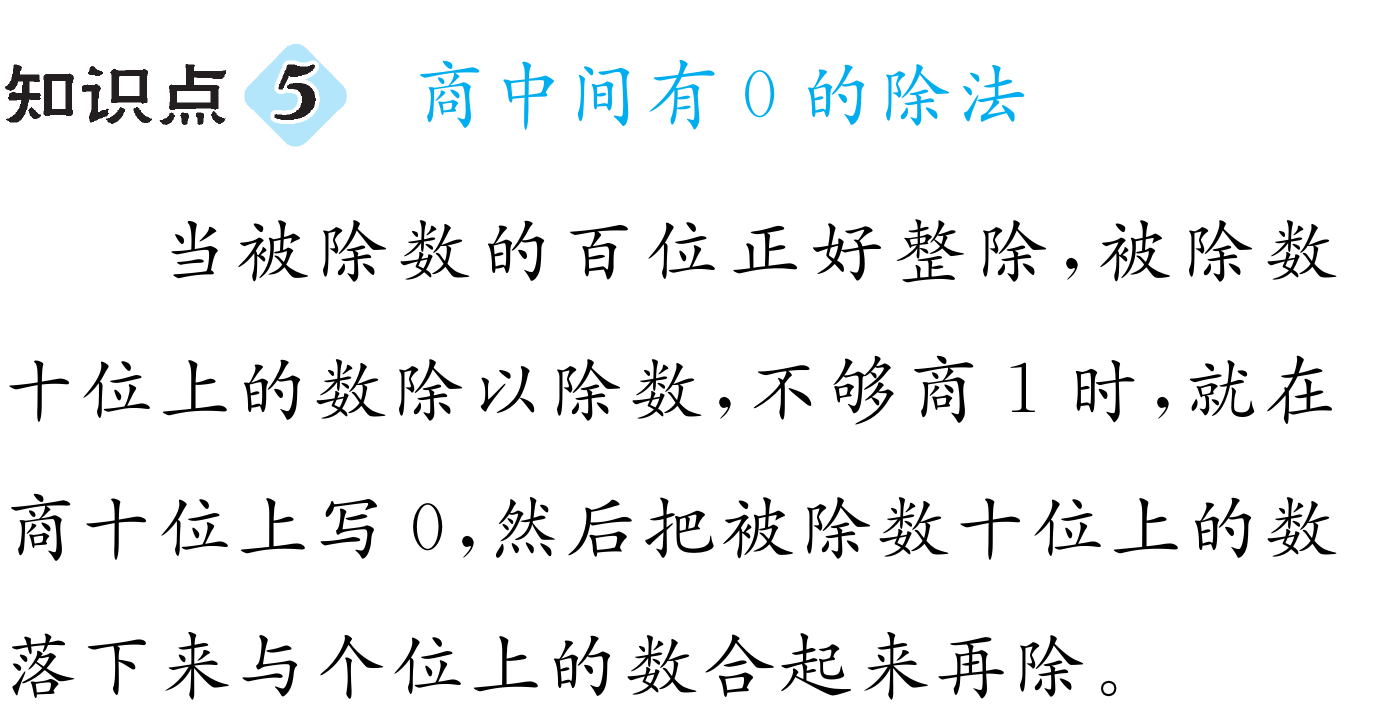 知识点 5 商中间有 0 的除法
当被除数的百位正好整除,被除数
十位上的数除以除数,不够商 1 时,就在
商十位上写 0,然后把被除数十位上的数
落下来与个位上的数合起来再除。